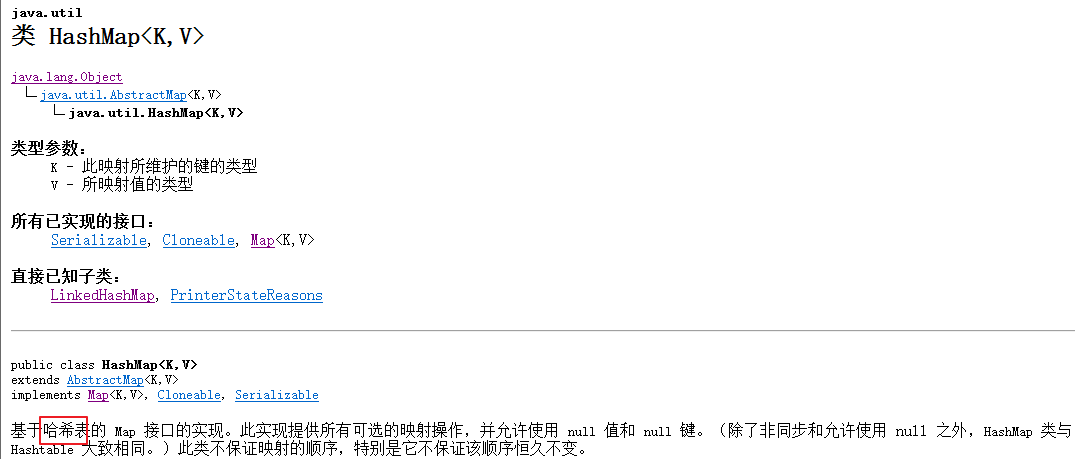 java.util
类 HashMap<K,V>
java.lang.Object
java.util.AbstractMap<K,V>
java.util.HashMap<K,V>
类型参数:
K - 此映射所维护的键的类型
V - 所映射值的类型
所有已实现的接口:
Serializable, Cloneable, Map<K,V>
直接已知子类:
LinkedHashMap, PrinterStateReasons
public class HashMap<K,V>
extends AbstractMap<K,V>
implements Map<K,V>, Cloneable, Serializable
基于哈希表的 Map 接口的实现。此实现提供所有可选的映射操作，并允许使用 null 值和 null 键。（除了非同步和允许使用 null 之外，HashMap 类与
Hashtable 大致相同。）此类不保证映射的顺序，特别是它不保证该顺序恒久不变。